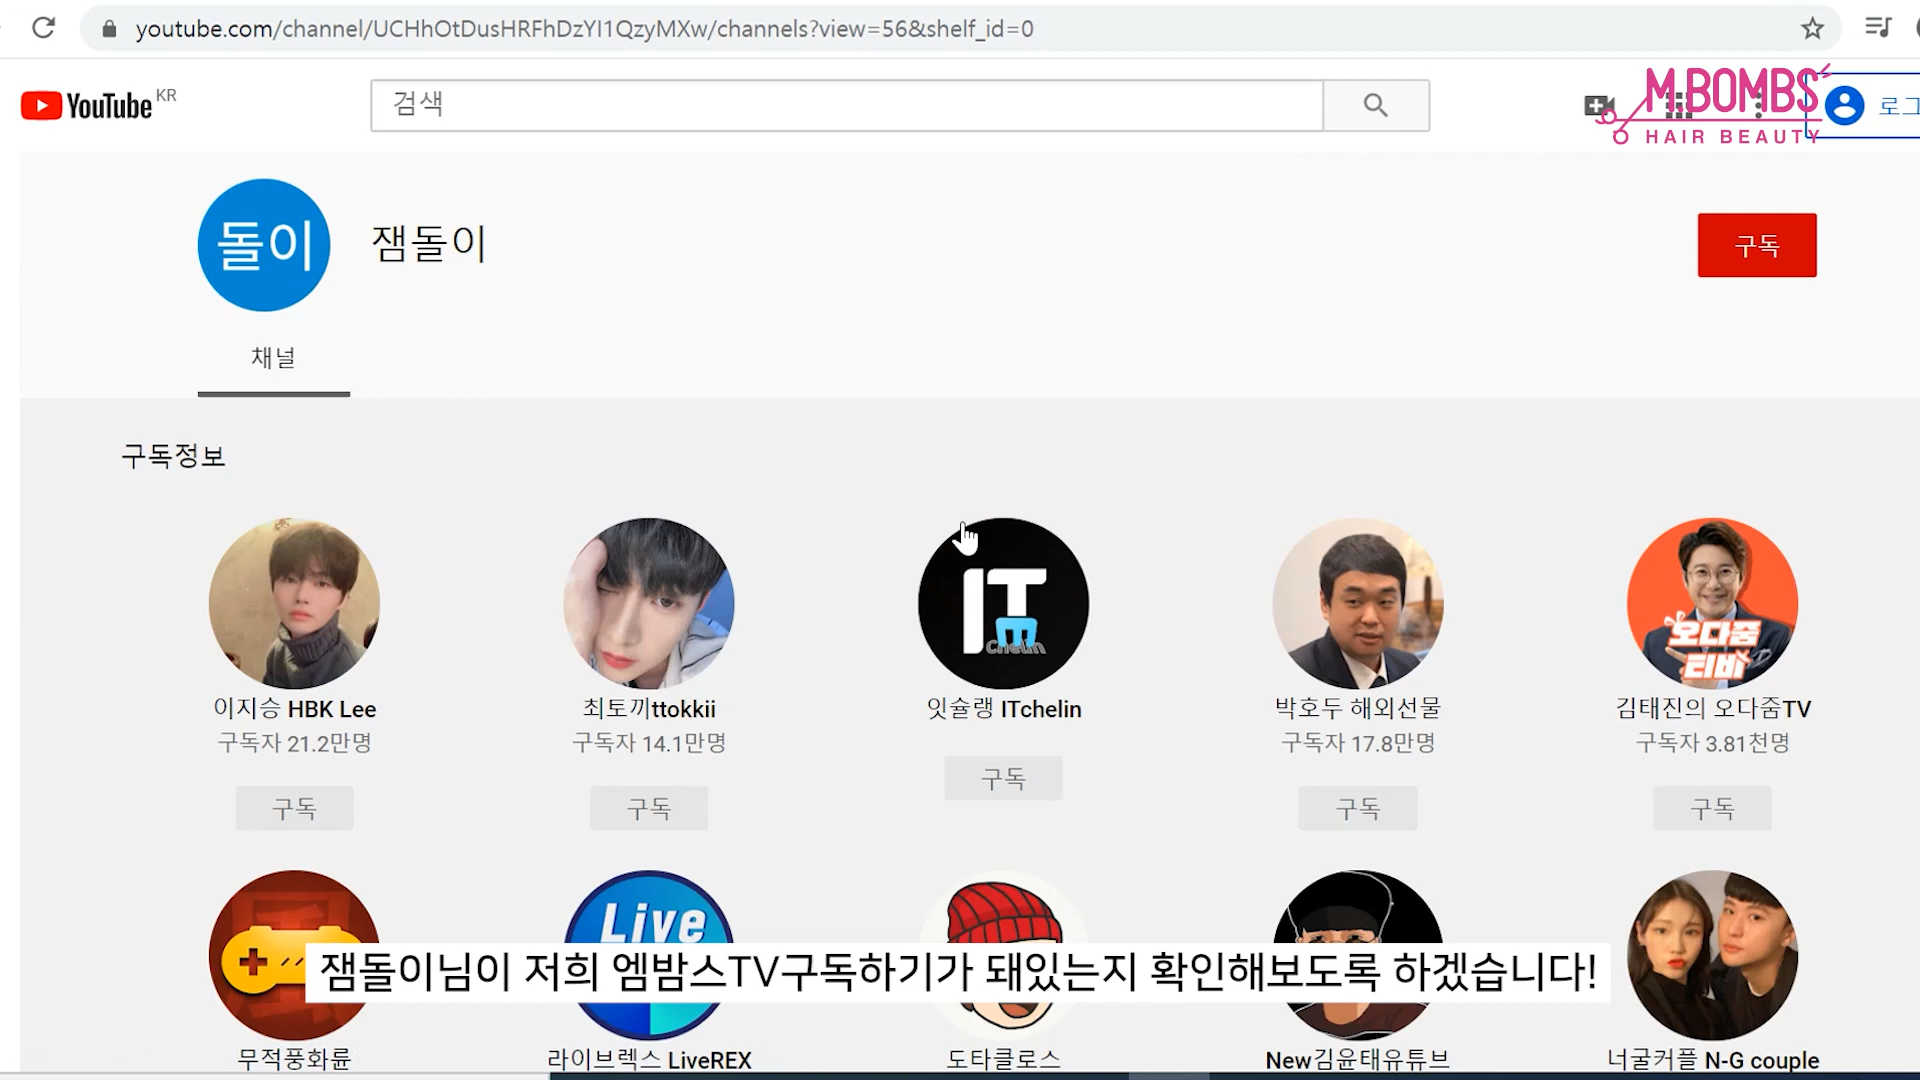 youtube.com/channel/UCHhOtDusHRFhDzYI1QzyMXw/channels?view=56&shelf_id=0
YouTube KR
검색
M.BOMBS
HAIR BEAUTY
로그
돌이
잼돌이
구독
채널
구독정보
IT
chelin
오다줌
티비
이지승 HBK Lee
최토끼ttokkii
잇슐랭 ITchelin
박호두 해외선물
김태진의 오다줌TV
구독자 21.2만명
구독자 14.1만명
구독자 17.8만명
구독자 3.81천명
구독
구독
구독
구독
구독
Live
잼돌이님이 저희 엠밤스TV구독하기가 돼있는지 확인해보도록 하겠습니다!
무적풍화륜
라이브렉스 LiveREX
도타클로스
New김윤태유튜브
너굴커플 N-G couple